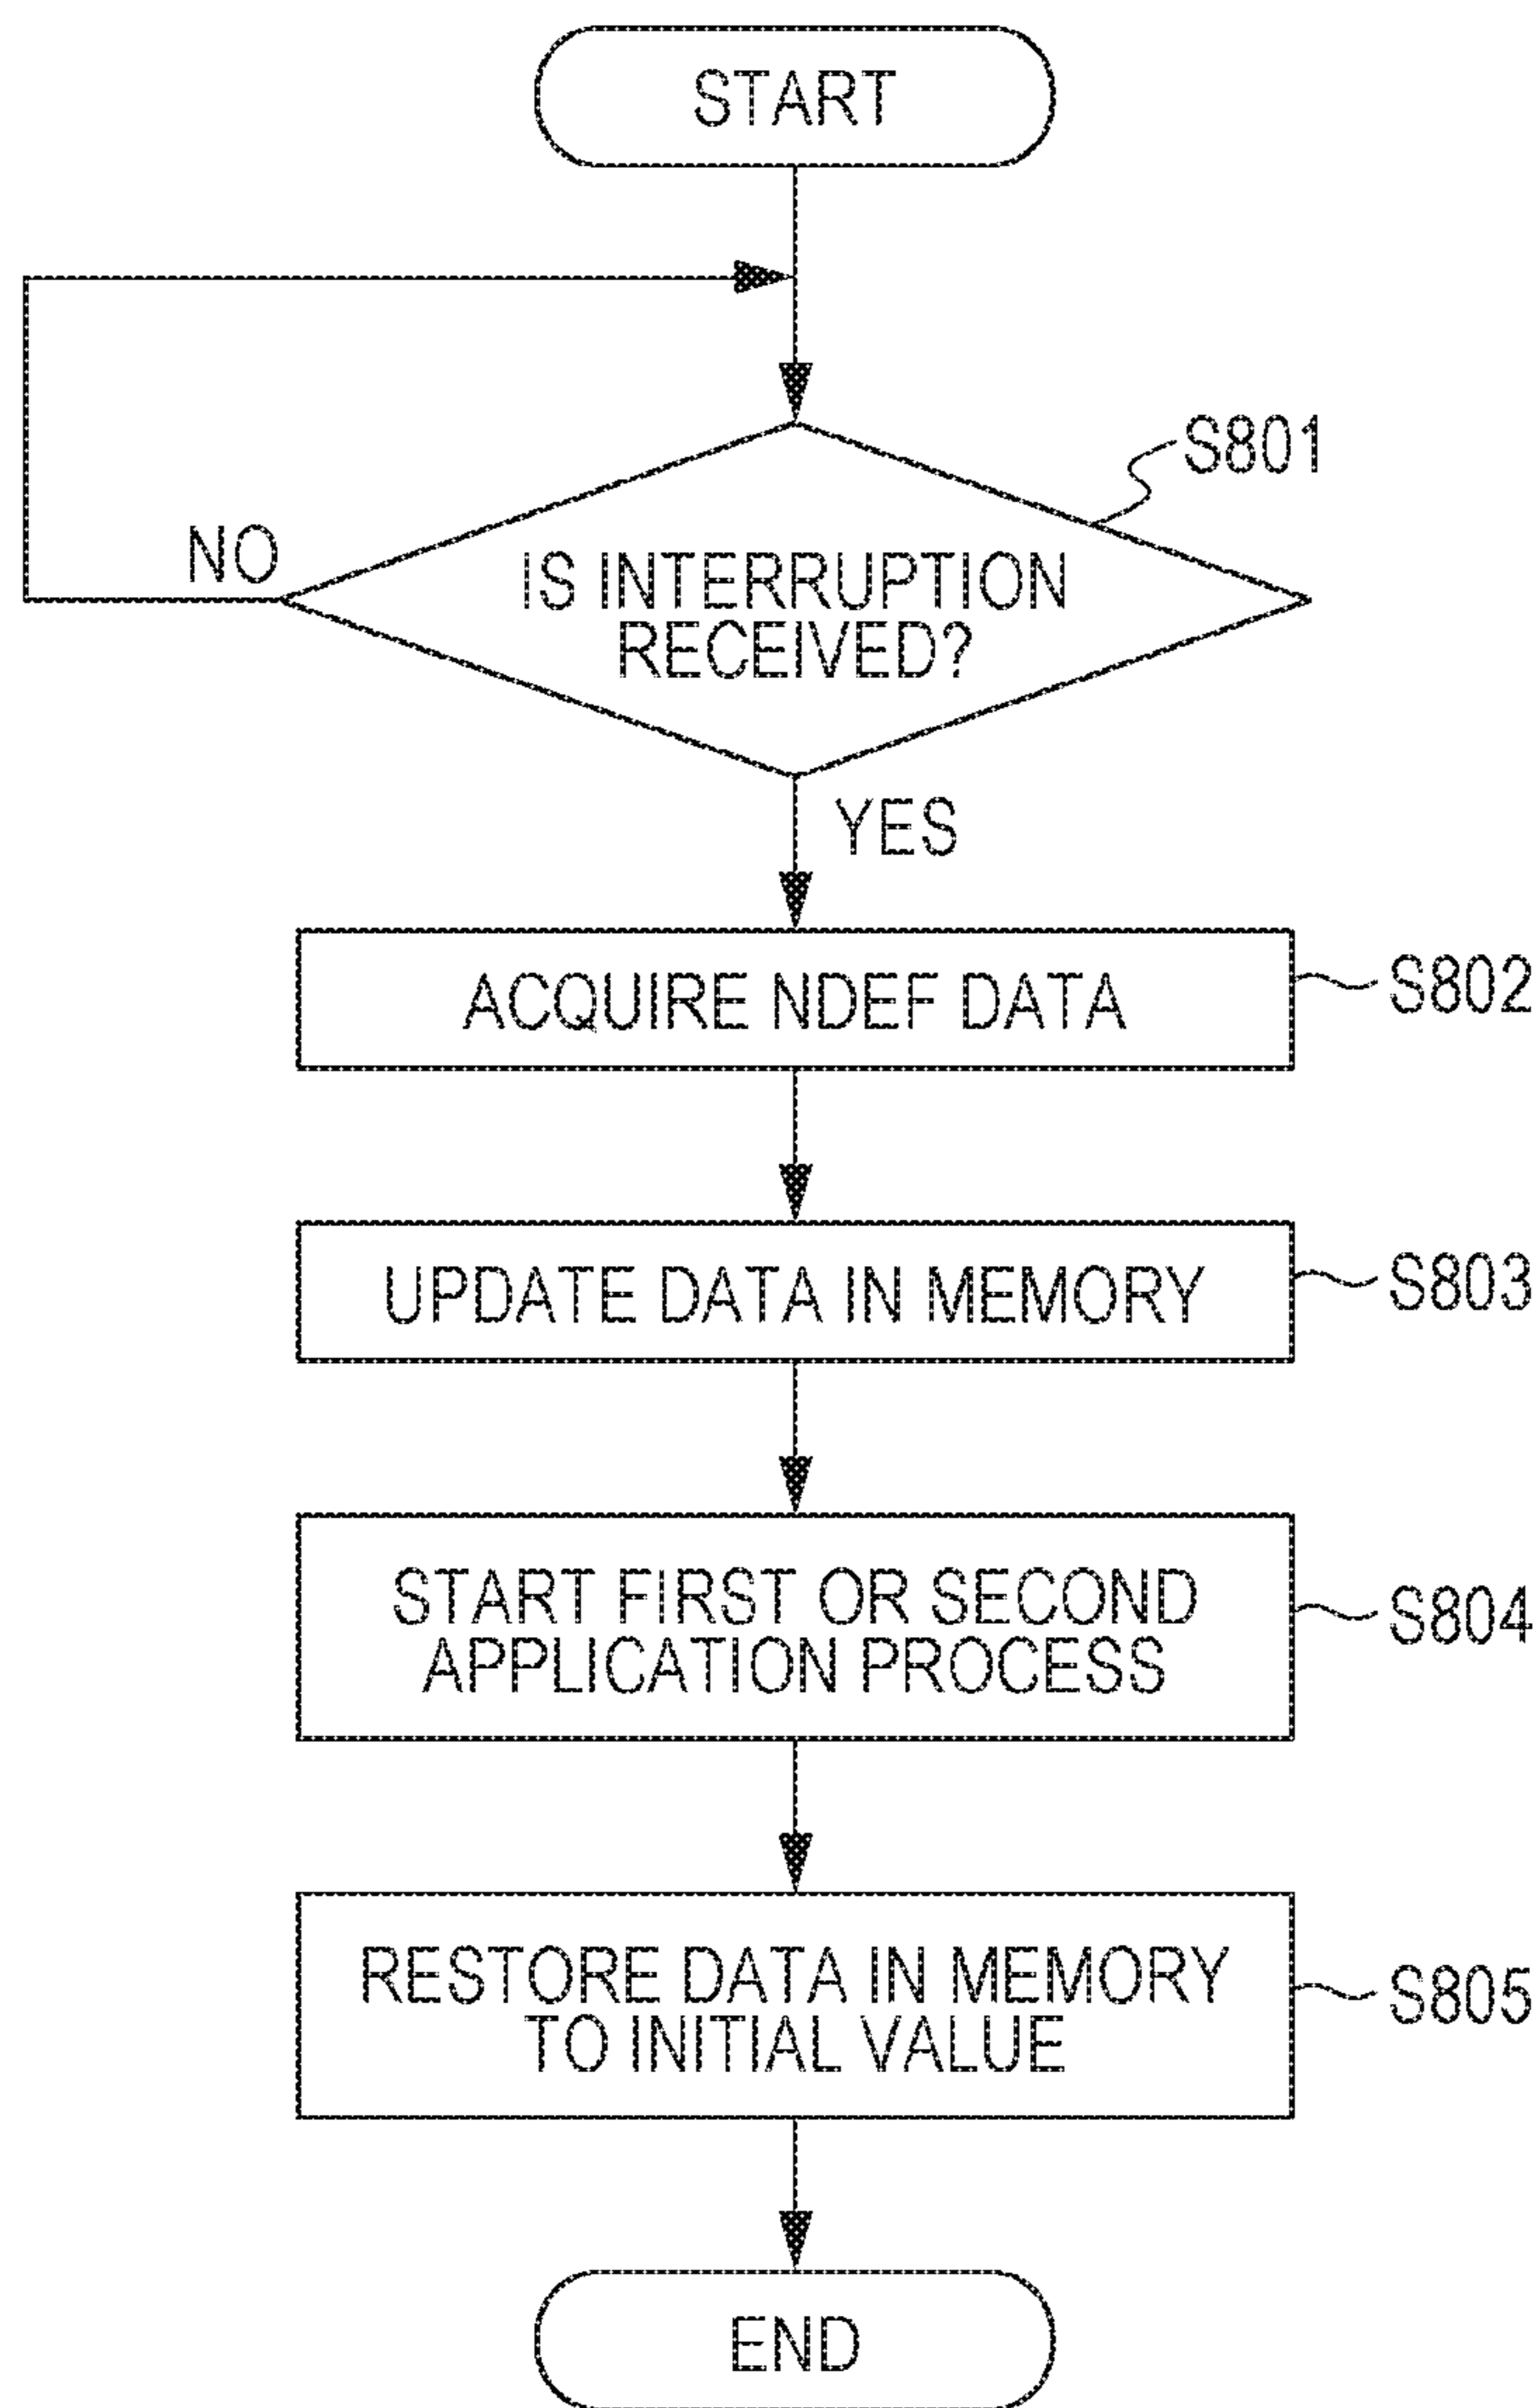 START
S801
NO
IS INTERRUPTION
RECEIVED?
YES
ACQUIRE NDEF DATA
S802
UPDATE DATA IN MEMORY
S803
START FIRST OR SECOND
APPLICATION PROCESS
S804
RESTORE DATA IN MEMORY
TO INITIAL VALUE
S805
END